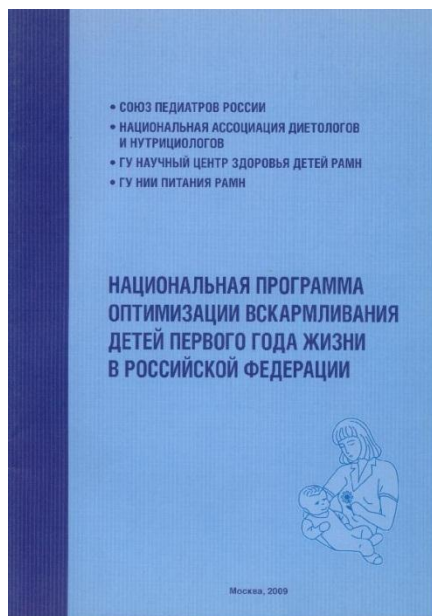 • СОЮЗ ПЕДИАТРОВ РОССИИ
• НАЦИОНАЛЬНАЯ АССОЦИАЦИЯ ДИЕТОЛОГОВ
И НУТРИЦИОЛОГОВ
• ГУ НАУЧНЫЙ ЦЕНТР ЗДОРОВЬЯ ДЕТЕЙ РАМН
• ГУ НИИ ПИТАНИЯ РАМН
НАЦИОНАЛЬНАЯ ПРОГРАММА
ОПТИМИЗАЦИИ ВСКАРМЛИВАНИЯ
ДЕТЕЙ ПЕРВОГО ГОДА ЖИЗНИ
В РОССИЙСКОЙ ФЕДЕРАЦИИ
Москва, 2009